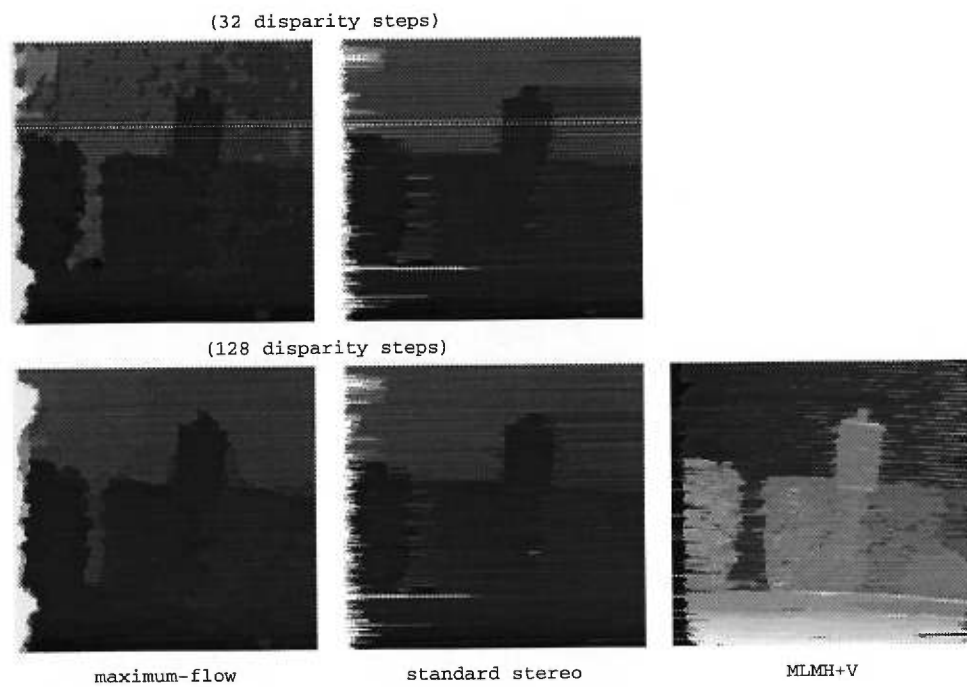 (32 disparity steps)
(128 disparity steps)
maximum-flow
standard stereo
MLMH+V